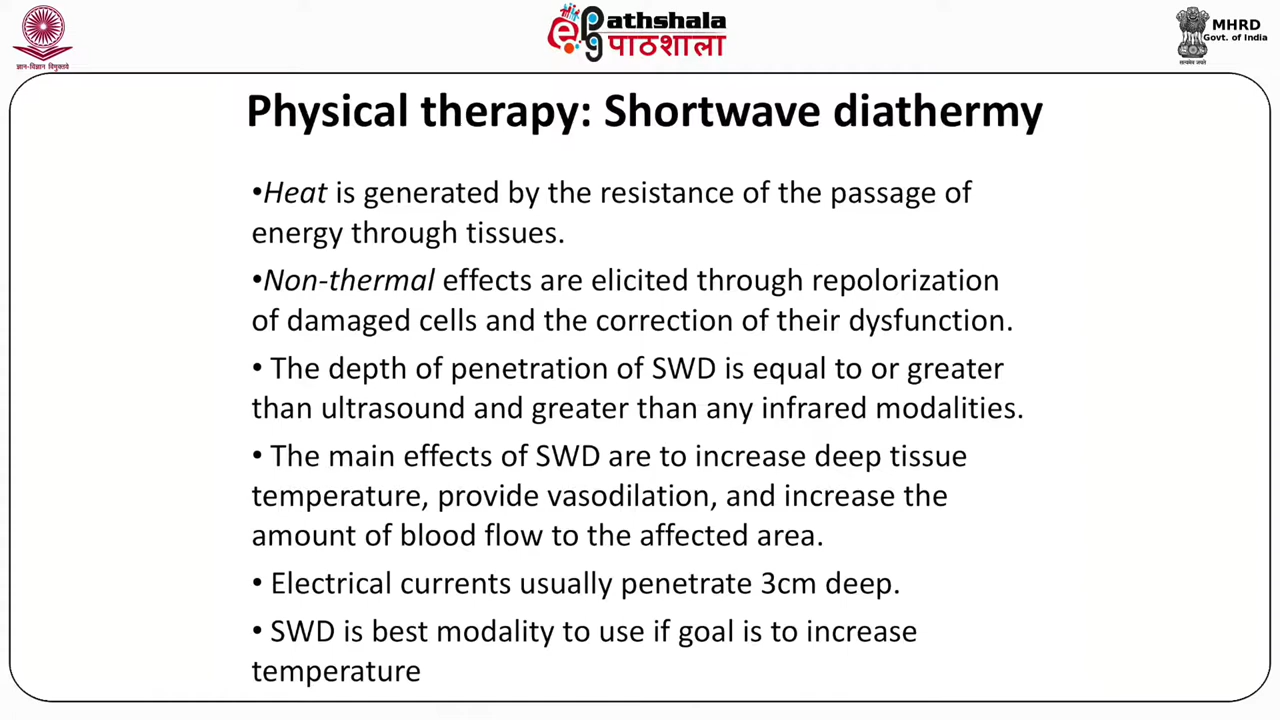 ज्ञान-विज्ञान विमुक्तये
ePathshala
पाठशाला
MHRD
Govt. of India
सत्यमेव जयते
Physical therapy: Shortwave diathermy
•Heat is generated by the resistance of the passage of
energy through tissues.
•Non-thermal effects are elicited through repolorization
of damaged cells and the correction of their dysfunction.
• The depth of penetration of SWD is equal to or greater
than ultrasound and greater than any infrared modalities.
• The main effects of SWD are to increase deep tissue
temperature, provide vasodilation, and increase the
amount of blood flow to the affected area.
• Electrical currents usually penetrate 3cm deep.
• SWD is best modality to use if goal is to increase
temperature